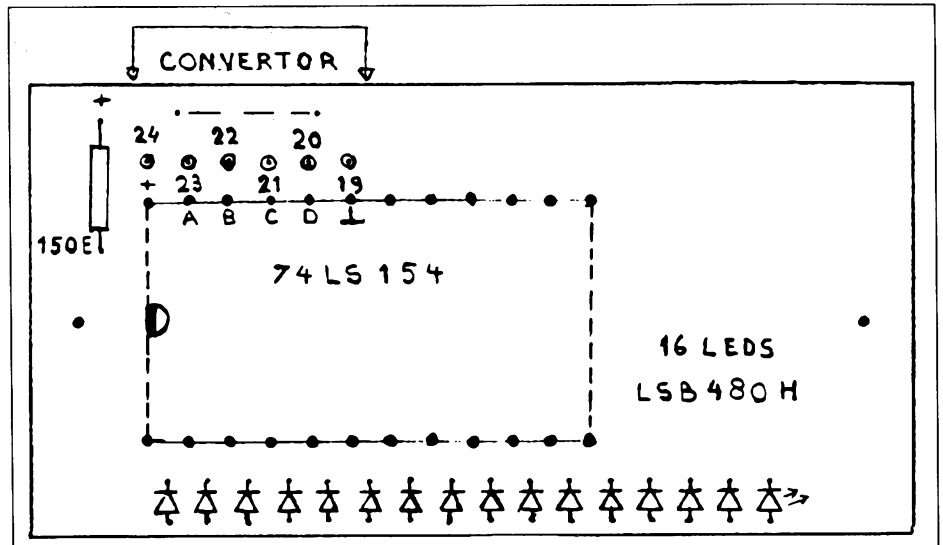 CONVERTOR
+
24 22 20
+ 23 21 19
A B C D ⊥
150E
74LS154
16 LEDS
LSB480H